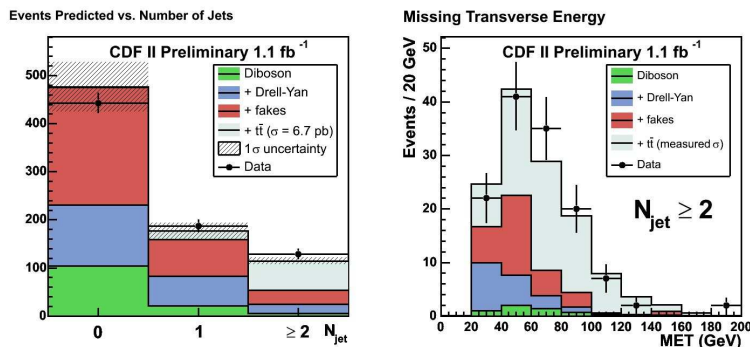 Events Predicted vs. Number of Jets
CDF II Preliminary 1.1 fb⁻¹
Diboson
+ Drell-Yan
+ fakes
+ tt̄ (σ = 6.7 pb)
1σ uncertainty
Data
500
400
300
200
100
0
0 1 ≥ 2 N_jet
Missing Transverse Energy
CDF II Preliminary 1.1 fb⁻¹
Diboson
+ Drell-Yan
+ fakes
+ tt̄ (measured σ)
Data
N_jet ≥ 2
Events / 20 GeV
50
40
30
20
10
0
0 20 40 60 80 100 120 140 160 180 200
MET (GeV)